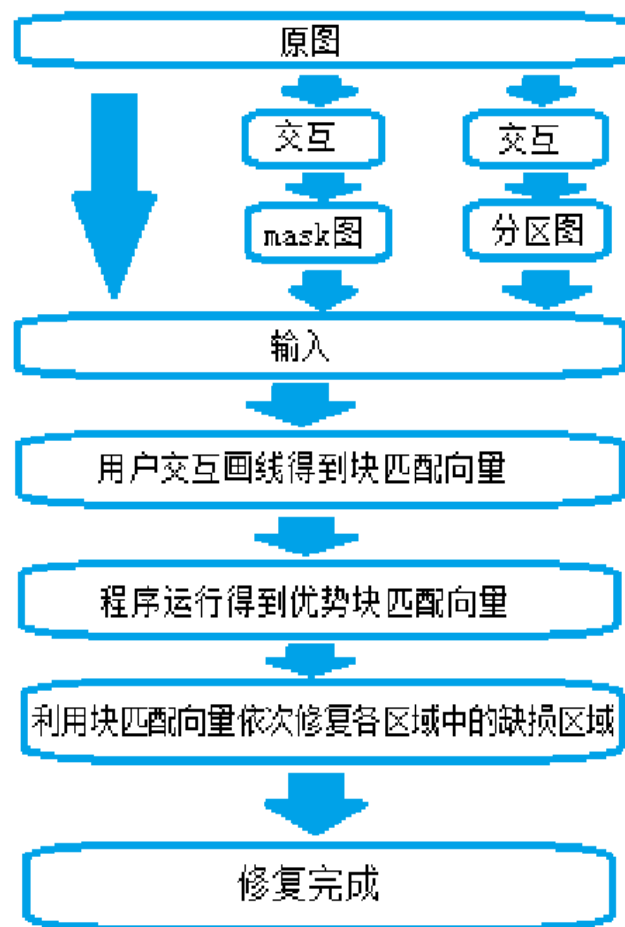 原图
交互 交互
mask图 分区图
输入
用户交互画线得到块匹配向量
程序运行得到优势块匹配向量
利用块匹配向量依次修复各区域中的缺损区域
修复完成